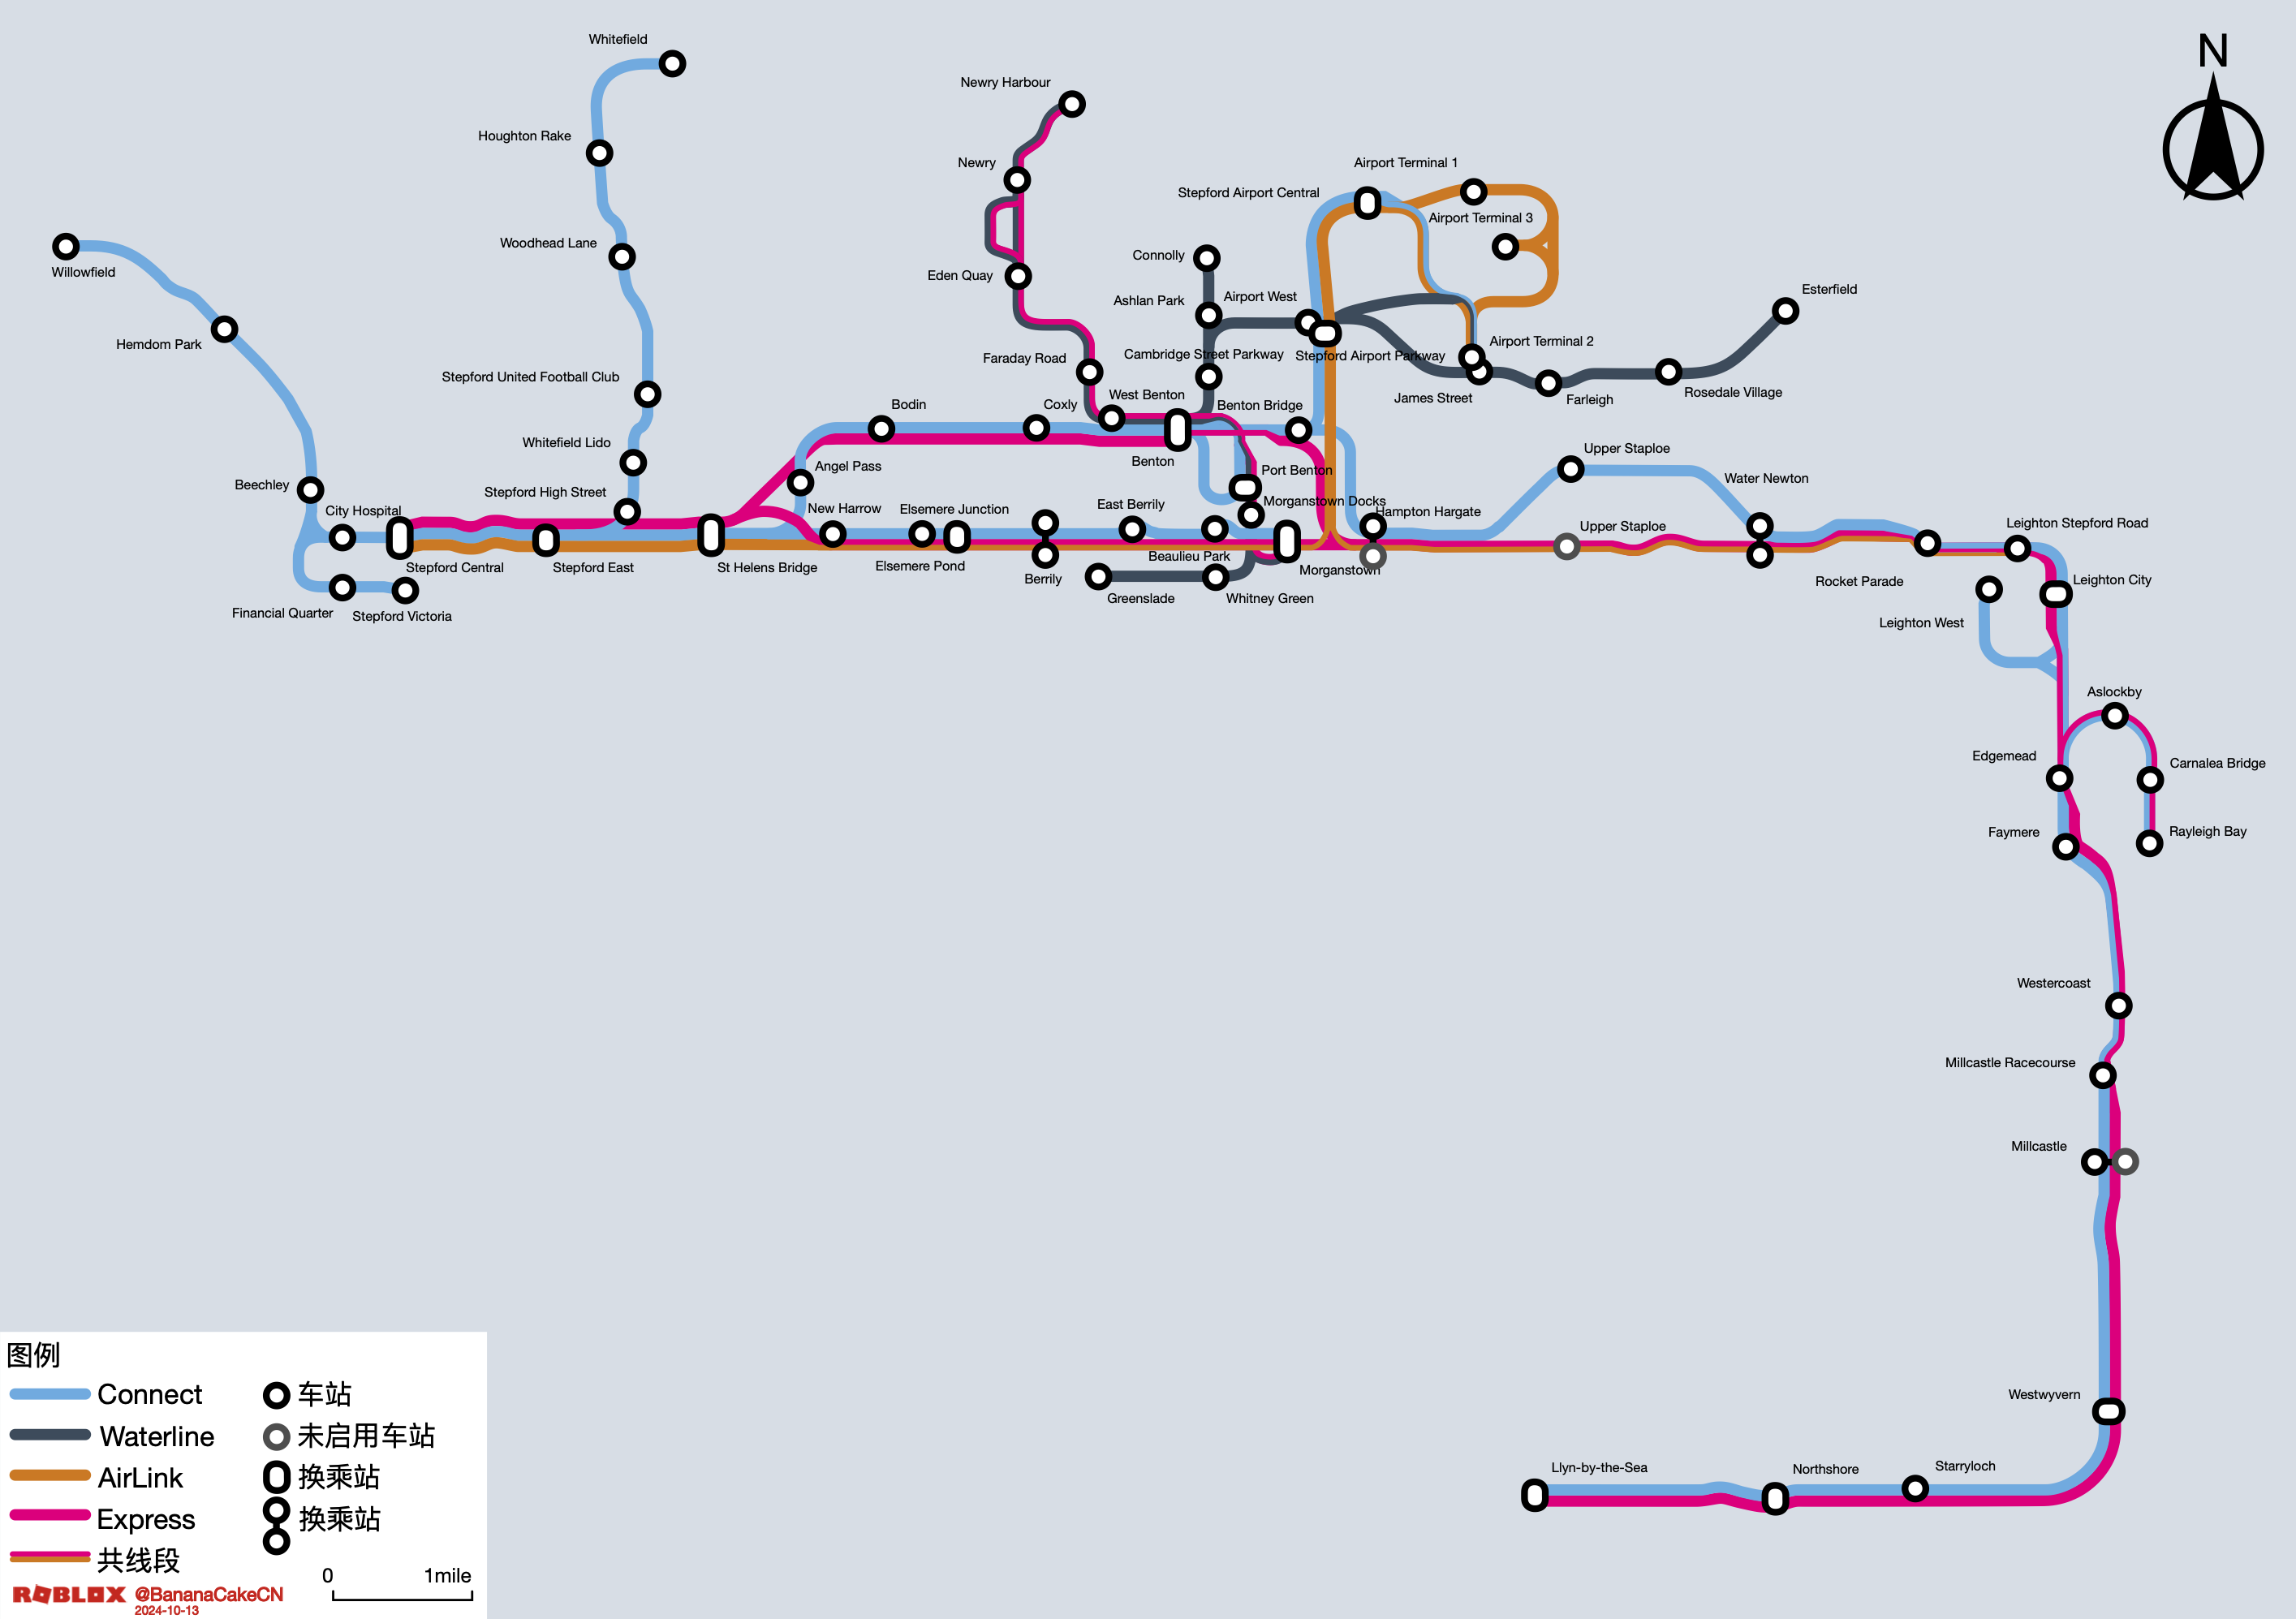 Whitefield
N
Newry Harbour
Houghton Rake
Newry
Airport Terminal 1
Stepford Airport Central
Airport Terminal 3
Woodhead Lane
Connolly
Willowfield
Eden Quay
Esterfield
Ashlan Park
Airport West
Hemdom Park
Airport Terminal 2
Faraday Road
Cambridge Street Parkway
Stepford Airport Parkway
Stepford United Football Club
Rosedale Village
West Benton
James Street
Farleigh
Bodin
Coxly
Benton Bridge
Whitefield Lido
Upper Staploe
Benton
Angel Pass
Port Benton
Water Newton
Beechley
Stepford High Street
Morganstown Docks
City Hospital
New Harrow
Elsemere Junction
East Berrily
Hampton Hargate
Leighton Stepford Road
Upper Staploe
Beaulieu Park
Stepford Central
Stepford East
St Helens Bridge
Elsemere Pond
Morganstown
Berrily
Rocket Parade
Leighton City
Greenslade
Whitney Green
Financial Quarter
Stepford Victoria
Leighton West
Aslockby
Edgemead
Carnalea Bridge
Faymere
Rayleigh Bay
Westercoast
Millcastle Racecourse
Millcastle
Westwyvern
Llyn-by-the-Sea
Northshore
Starryloch
图例
Connect
车站
Waterline
未启用车站
AirLink
换乘站
Express
换乘站
共线段
0 1mile
ROBLOX @BananaCakeCN
2024-10-13